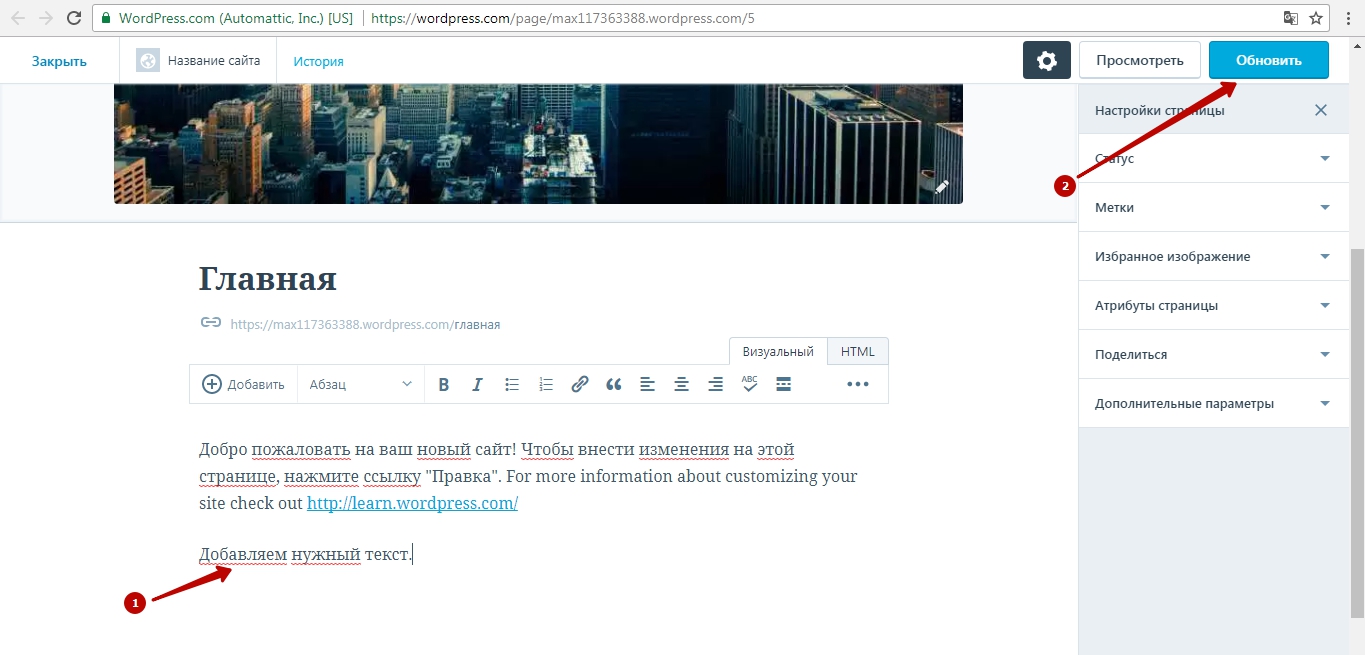 WordPress.com (Automattic, Inc.) [US] https://wordpress.com/page/max117363388.wordpress.com/5
Закрыть Название сайта История Просмотреть Обновить
Настройки страницы
2
Статус
Метки
Избранное изображение
Атрибуты страницы
Поделиться
Дополнительные параметры
Главная
https://max117363388.wordpress.com/главная
Визуальный HTML
Добавить Абзац B I ABC
Добро пожаловать на ваш новый сайт! Чтобы внести изменения на этой
странице, нажмите ссылку "Правка". For more information about customizing your
site check out http://learn.wordpress.com/
Добавляем нужный текст.
1